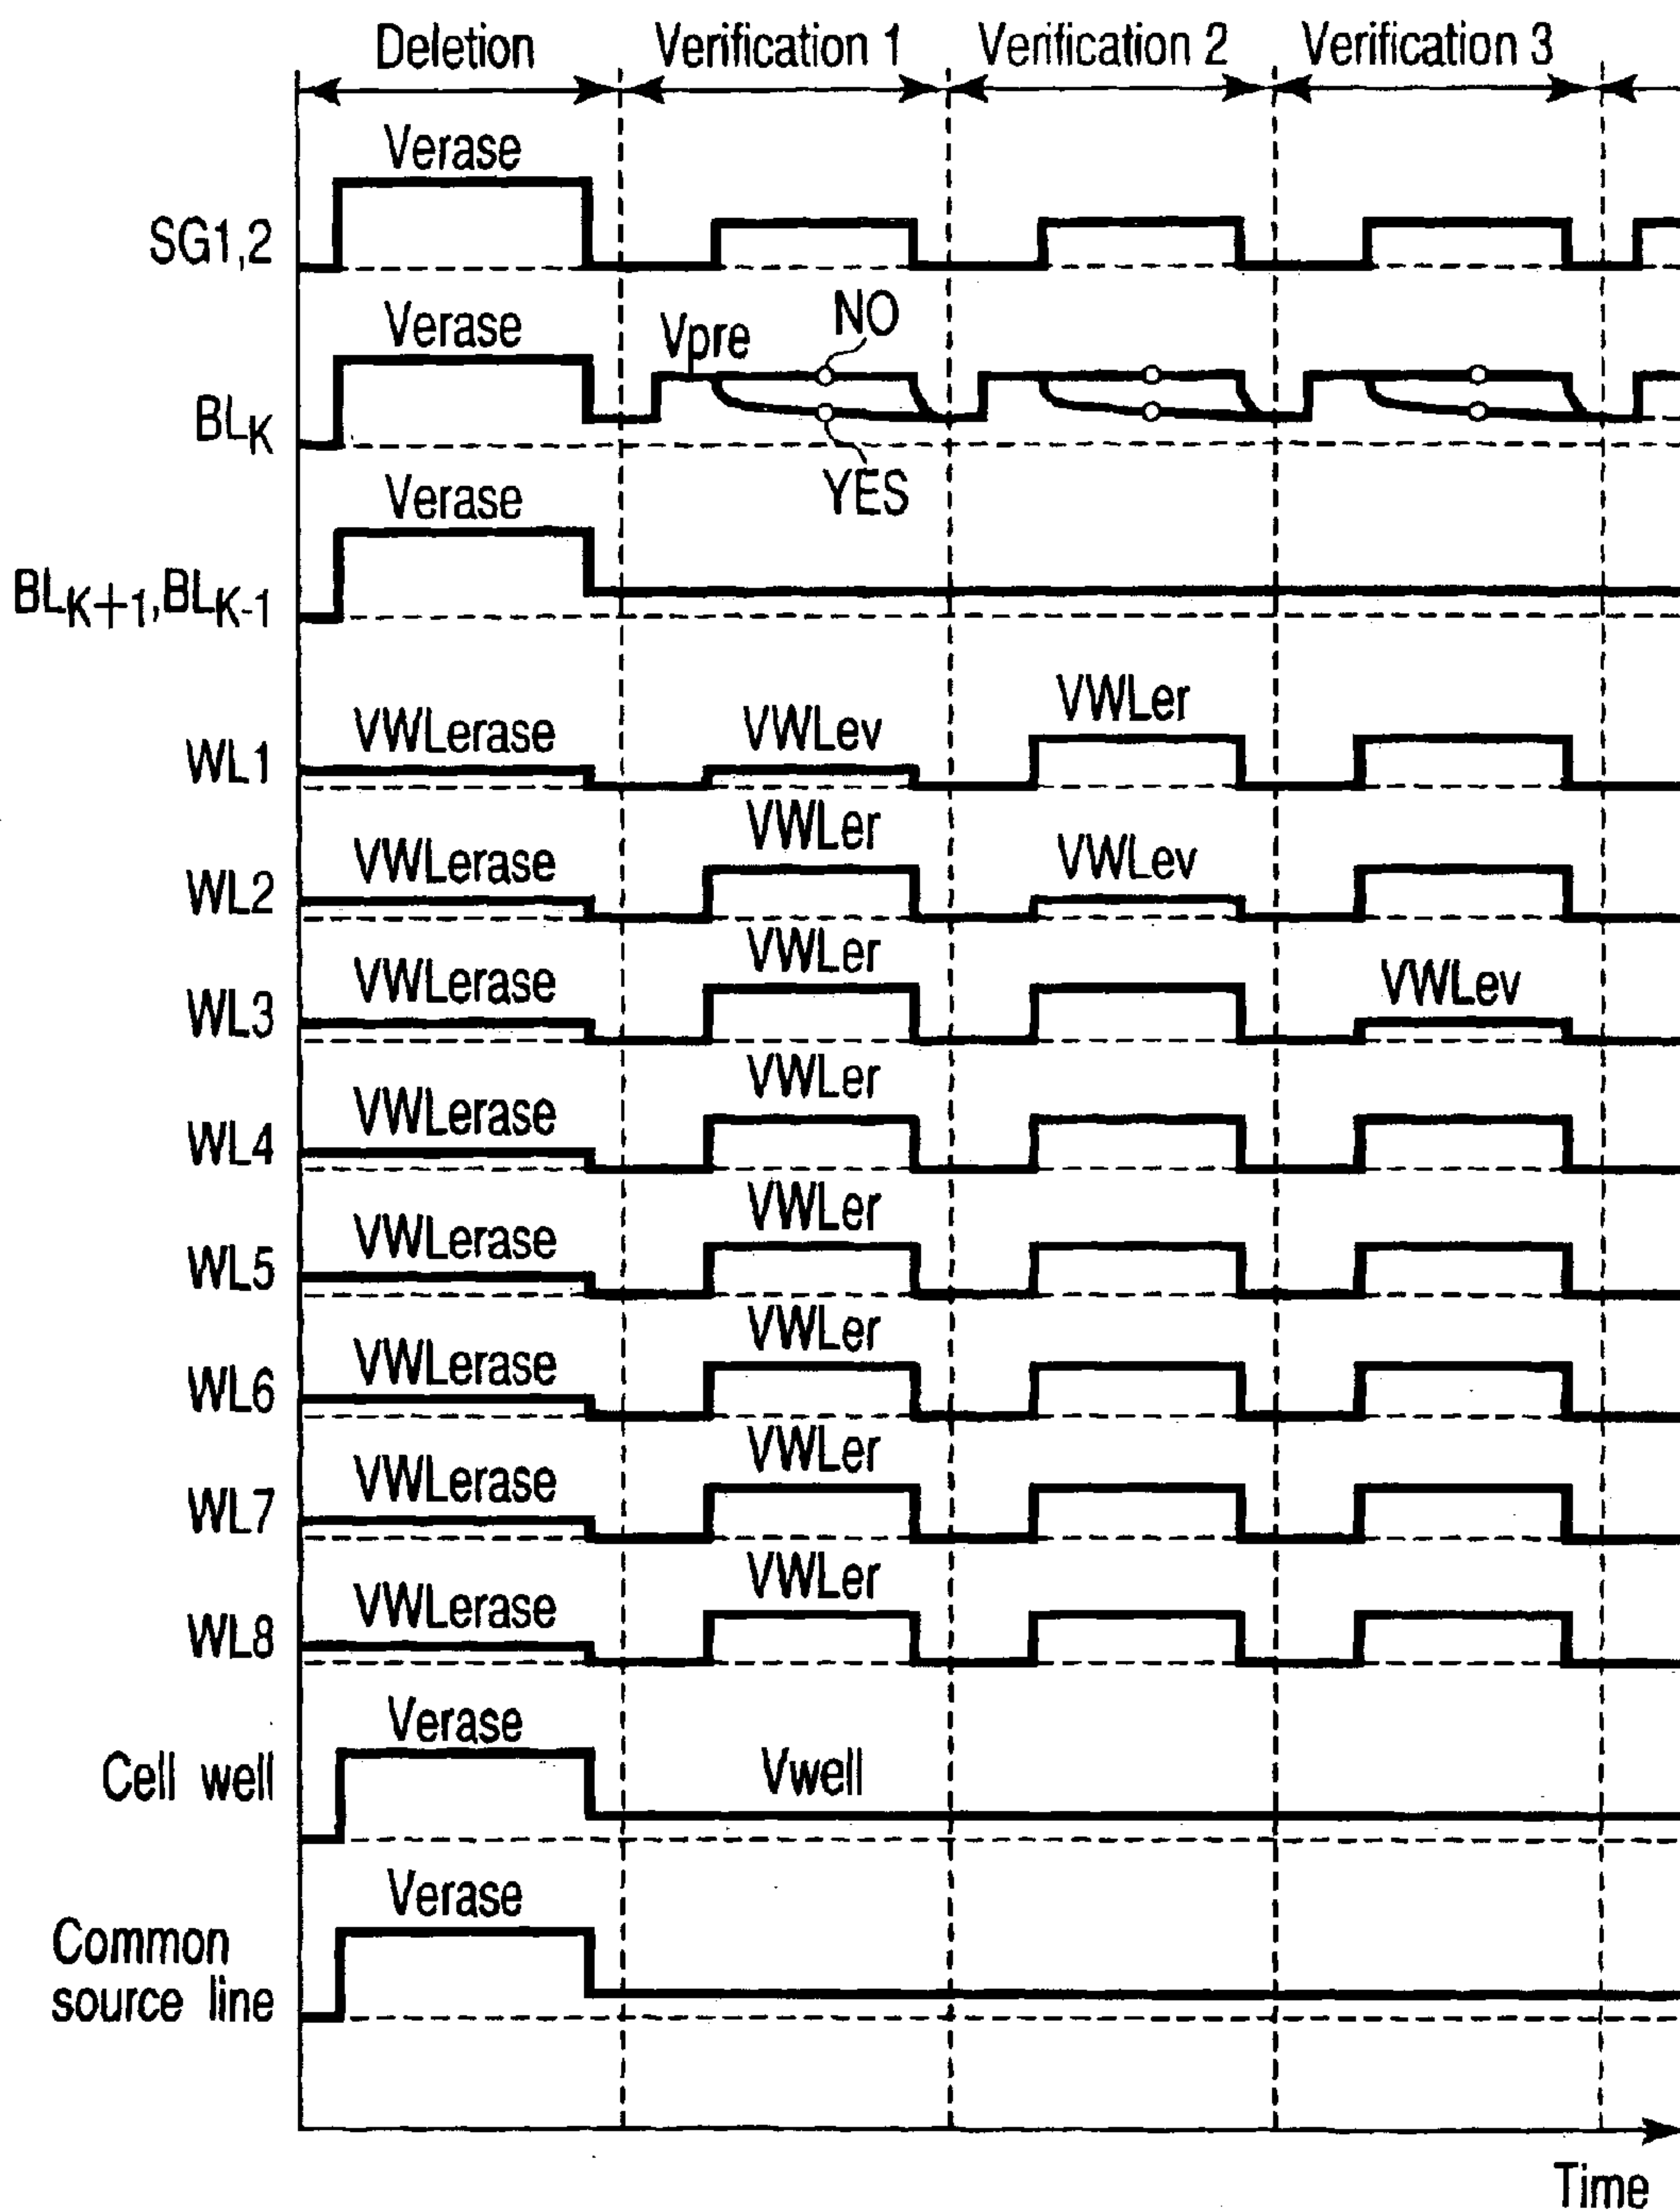 Deletion Verification 1 Verification 2 Verification 3
Verase
SG1,2
Verase Vpre NO
BLK
YES
Verase
BLK+1,BLK-1
VWLer
WL1 VWLerase VWLev
VWLer
WL2 VWLerase VWLev
VWLer
WL3 VWLerase VWLev
VWLer
WL4 VWLerase
VWLer
WL5 VWLerase
VWLer
WL6 VWLerase
VWLer
WL7 VWLerase
VWLer
WL8 VWLerase
Verase
Cell well Vwell
Verase
Common
source line
Time